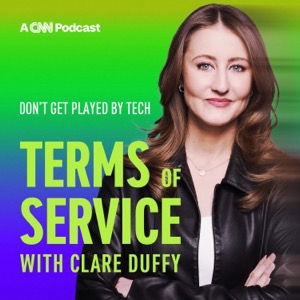 A CNN Podcast
DON'T GET PLAYED BY TECH
TERMS OF
SERVICE
WITH CLARE DUFFY